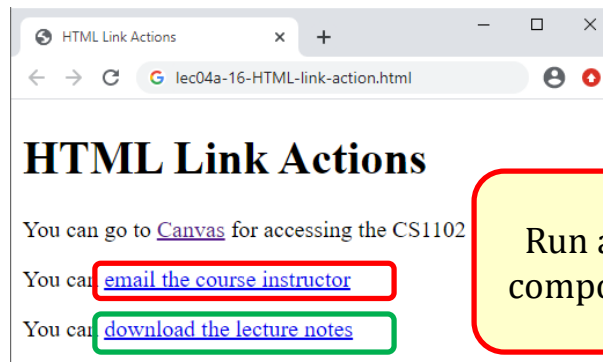 HTML Link Actions
lec04a-16-HTML-link-action.html
HTML Link Actions
You can go to Canvas for accessing the CS1102
You can email the course instructor
You can download the lecture notes
Run